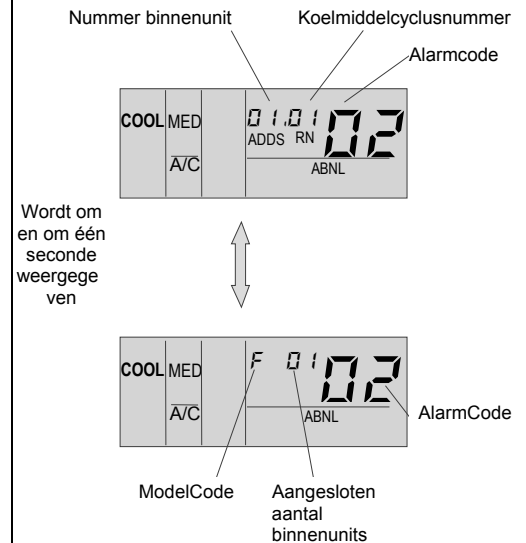 Nummer binnenunit
Koelmiddelcyclusnummer
Alarmcode
COOL MED 01.01 02
ADDS RN
A/C ABNL
Wordt om
en om één
seconde
weergege
ven
COOL MED F 01 02
A/C ABNL
AlarmCode
ModelCode
Aangesloten
aantal
binnenunits